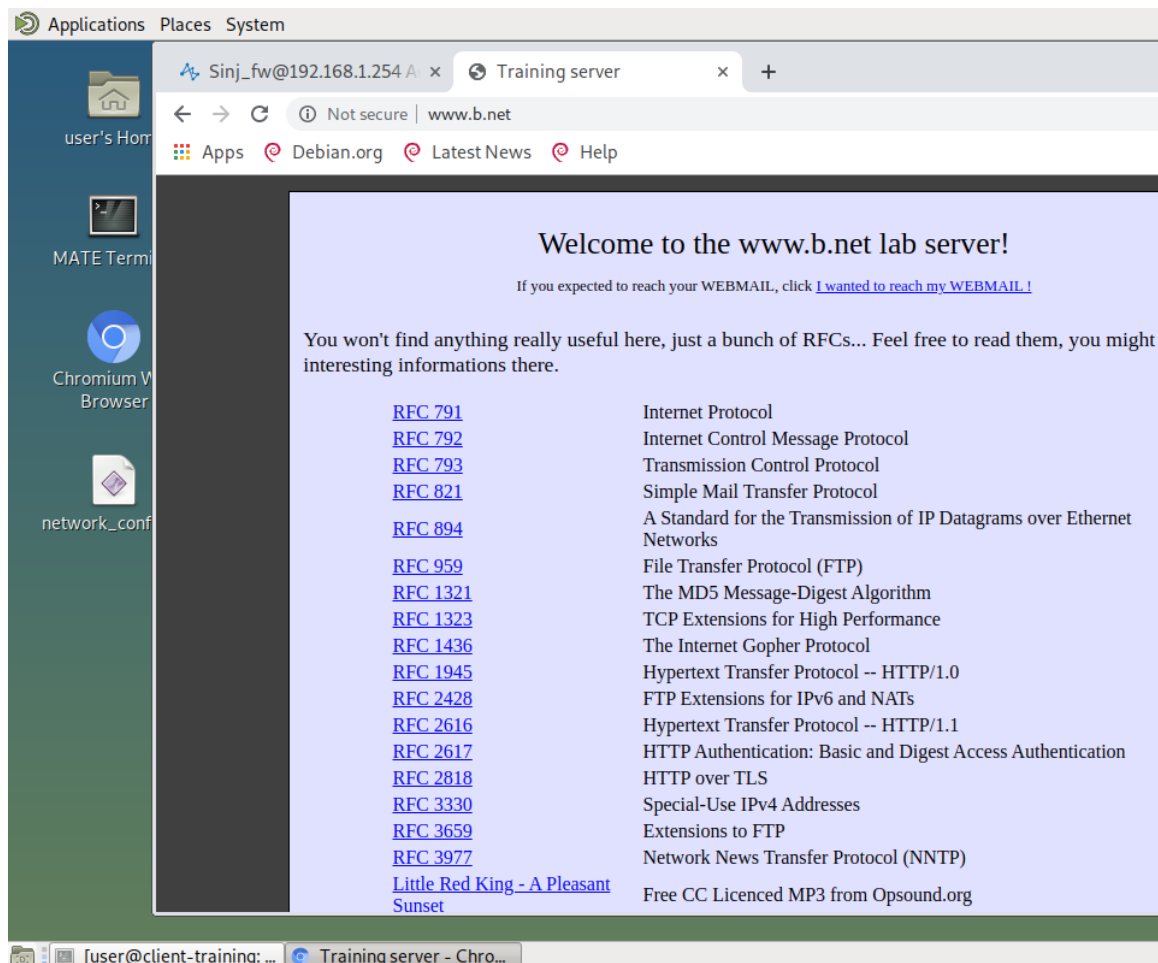 Applications Places System
Sinj_fw@192.168.1.254 A
Training server
Not secure www.b.net
Apps Debian.org Latest News Help
user's Hom
MATE Termi
Chromium W
Browser
network_conf
Welcome to the www.b.net lab server!
If you expected to reach your WEBMAIL, click I wanted to reach my WEBMAIL !
You won't find anything really useful here, just a bunch of RFCs... Feel free to read them, you might
interesting informations there.
RFC 791 Internet Protocol
RFC 792 Internet Control Message Protocol
RFC 793 Transmission Control Protocol
RFC 821 Simple Mail Transfer Protocol
RFC 894 A Standard for the Transmission of IP Datagrams over Ethernet
Networks
RFC 959 File Transfer Protocol (FTP)
RFC 1321 The MD5 Message-Digest Algorithm
RFC 1323 TCP Extensions for High Performance
RFC 1436 The Internet Gopher Protocol
RFC 1945 Hypertext Transfer Protocol -- HTTP/1.0
RFC 2428 FTP Extensions for IPv6 and NATs
RFC 2616 Hypertext Transfer Protocol -- HTTP/1.1
RFC 2617 HTTP Authentication: Basic and Digest Access Authentication
RFC 2818 HTTP over TLS
RFC 3330 Special-Use IPv4 Addresses
RFC 3659 Extensions to FTP
RFC 3977 Network News Transfer Protocol (NNTP)
Little Red King - A Pleasant
Sunset
Free CC Licenced MP3 from Opsound.org
[user@client-training: ...
Training server - Chro...